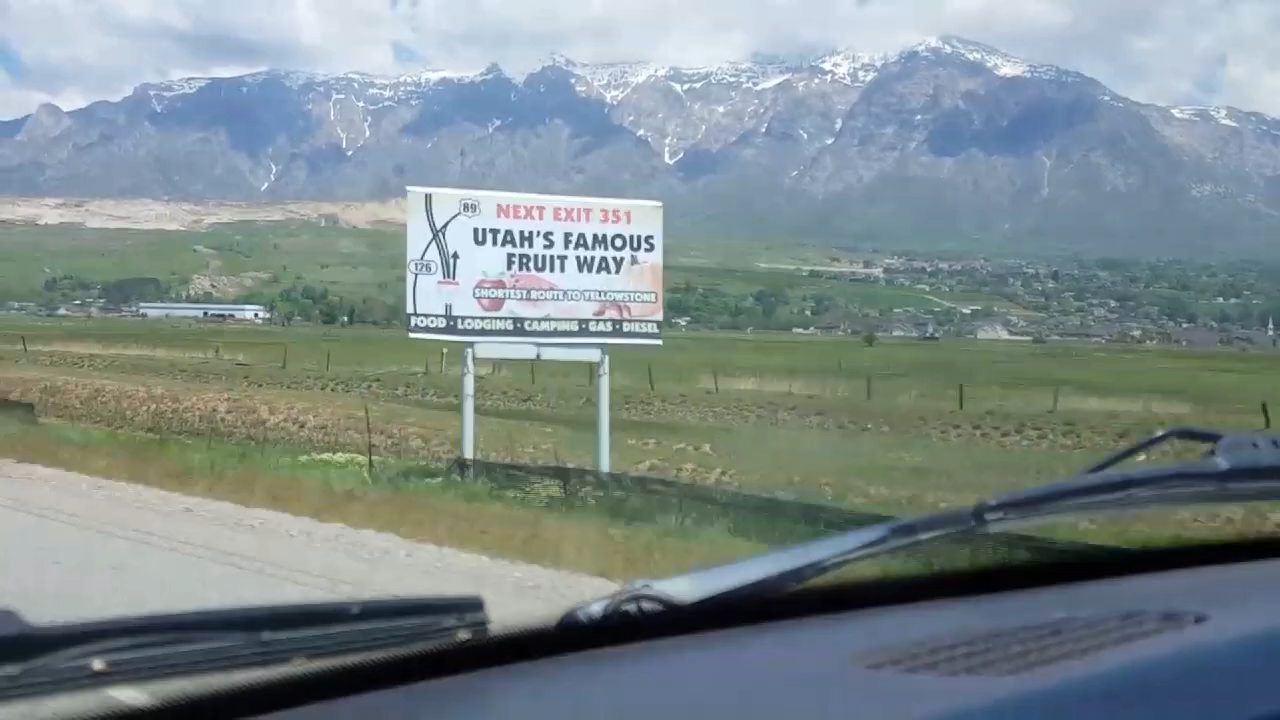 89
NEXT EXIT 351
UTAH'S FAMOUS
FRUIT WAY
126
SHORTEST ROUTE TO YELLOWSTONE
FOOD · LODGING · CAMPING · GAS · DIESEL